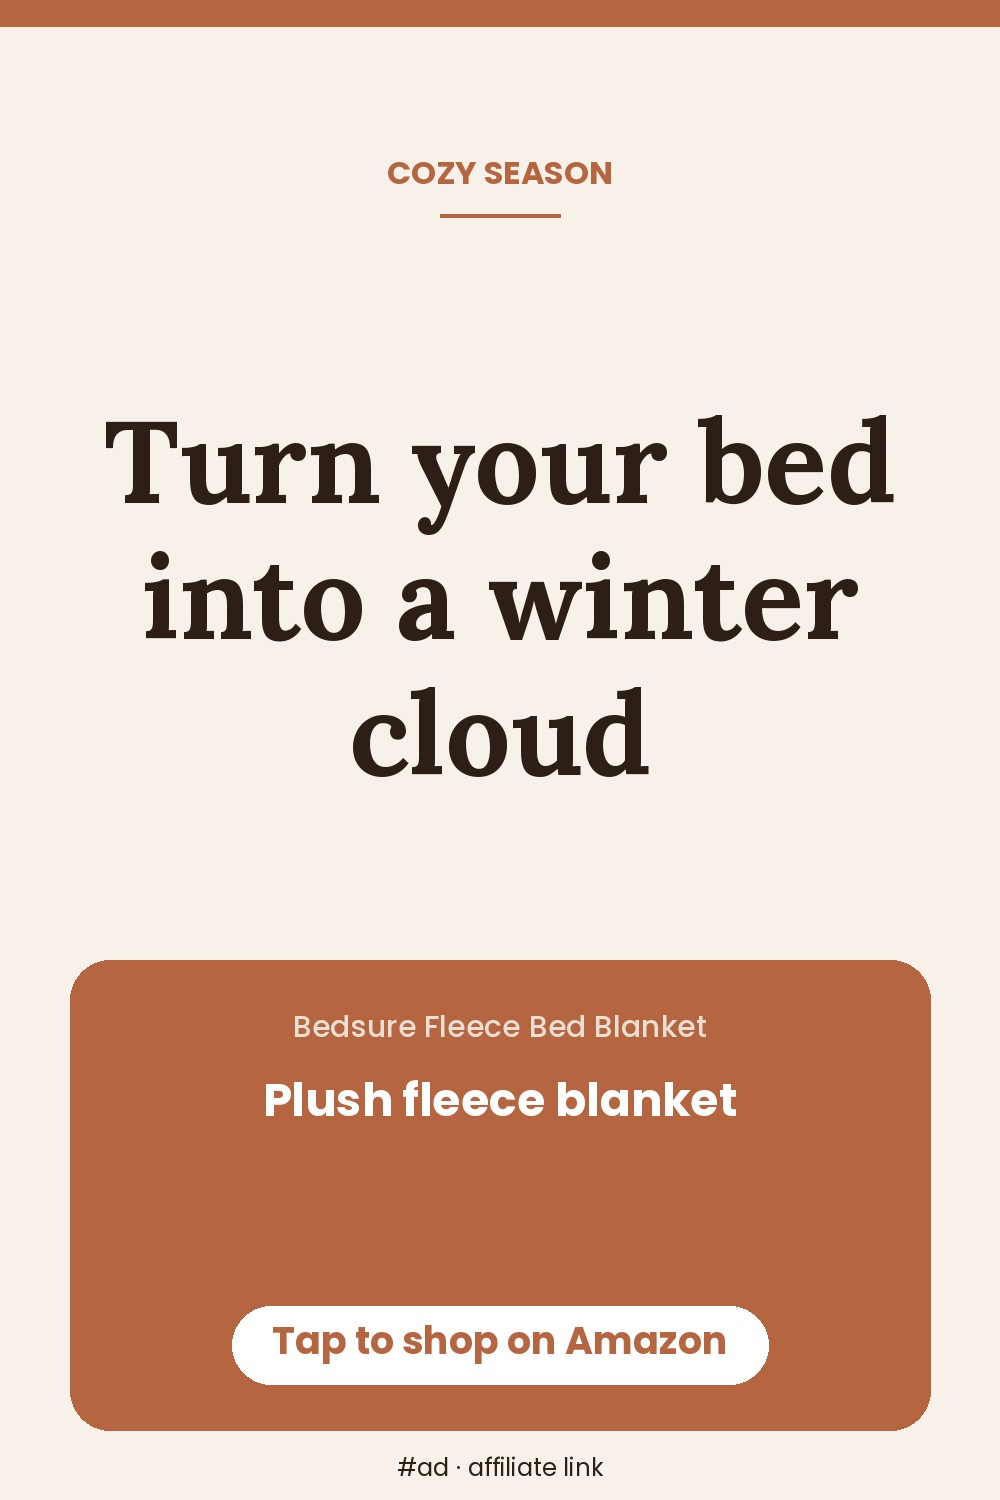 COZY SEASON
Turn your bed
into a winter
cloud
Bedsure Fleece Bed Blanket
Plush fleece blanket
Tap to shop on Amazon
#ad · affiliate link